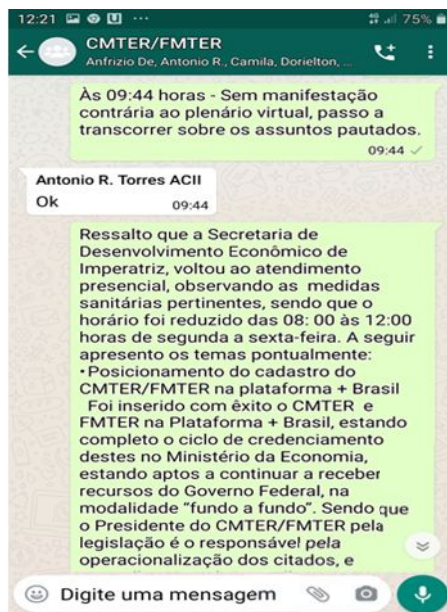 12:21 ... 75%
CMTER/FMTER
Anfrizio De, Antonio R., Camila, Dorielton, ...
Às 09:44 horas - Sem manifestação
contrária ao plenário virtual, passo a
transcorrer sobre os assuntos pautados.
09:44
Antonio R. Torres ACII
Ok 09:44
Ressalto que a Secretaria de
Desenvolvimento Econômico de
Imperatriz, voltou ao atendimento
presencial, observando as medidas
sanitárias pertinentes, sendo que o
horário foi reduzido das 08: 00 às 12:00
horas de segunda a sexta-feira. A seguir
apresento os temas pontualmente:
•Posicionamento do cadastro do
CMTER/FMTER na plataforma + Brasil
Foi inserido com êxito o CMTER e
FMTER na Plataforma + Brasil, estando
completo o ciclo de credenciamento
destes no Ministério da Economia,
estando aptos a continuar a receber
recursos do Governo Federal, na
modalidade “fundo a fundo”. Sendo que
o Presidente do CMTER/FMTER pela
legislação é o responsável pela
operacionalização dos citados, e
Digite uma mensagem